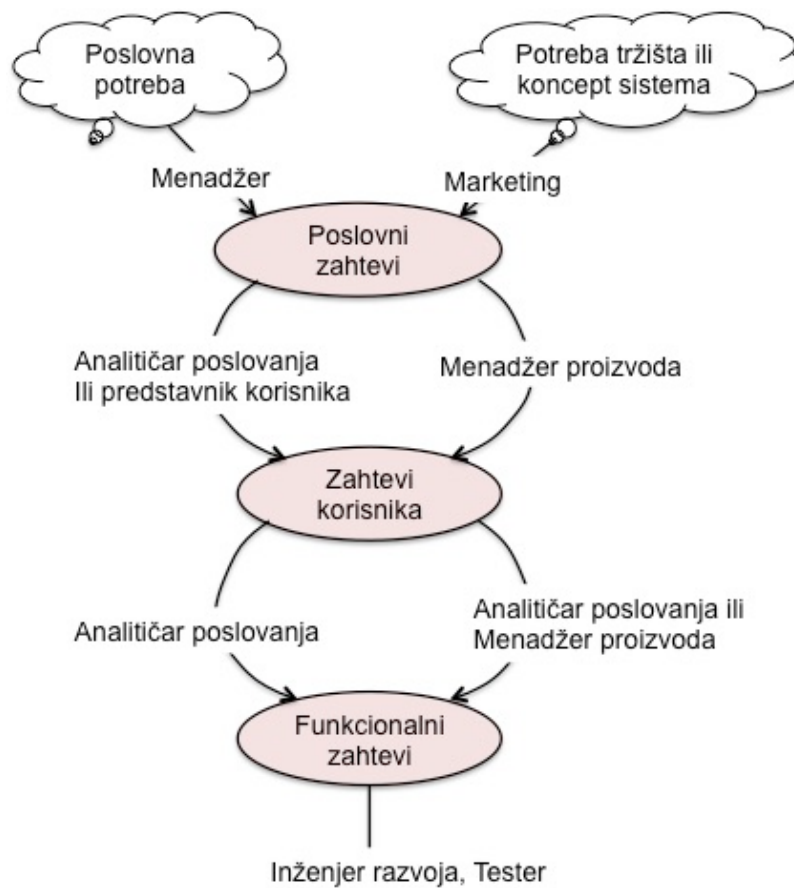 Poslovna
potreba
Potreba tržišta ili
koncept sistema
Menadžer
Marketing
Poslovni
zahtevi
Analitičar poslovanja
Ili predstavnik korisnika
Menadžer proizvoda
Zahtevi
korisnika
Analitičar poslovanja
Analitičar poslovanja ili
Menadžer proizvoda
Funkcionalni
zahtevi
Inženjer razvoja, Tester